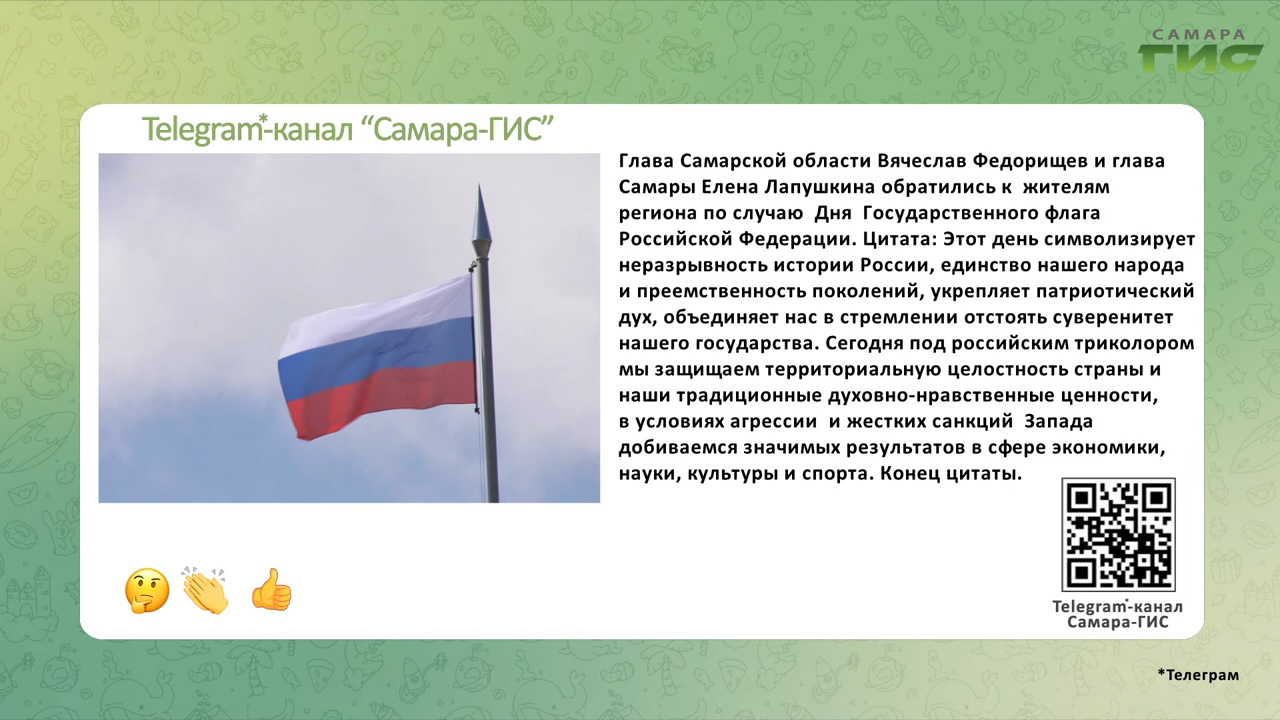 САМАРА
ГИС
Telegram*-канал “Самара-ГИС”
Глава Самарской области Вячеслав Федорищев и глава
Самары Елена Лапушкина обратились к жителям
региона по случаю Дня Государственного флага
Российской Федерации. Цитата: Этот день символизирует
неразрывность истории России, единство нашего народа
и преемственность поколений, укрепляет патриотический
дух, объединяет нас в стремлении отстоять суверенитет
нашего государства. Сегодня под российским триколором
мы защищаем территориальную целостность страны и
наши традиционные духовно-нравственные ценности,
в условиях агрессии и жестких санкций Запада
добиваемся значимых результатов в сфере экономики,
науки, культуры и спорта. Конец цитаты.
Telegram*-канал
Самара-ГИС
*Телеграм